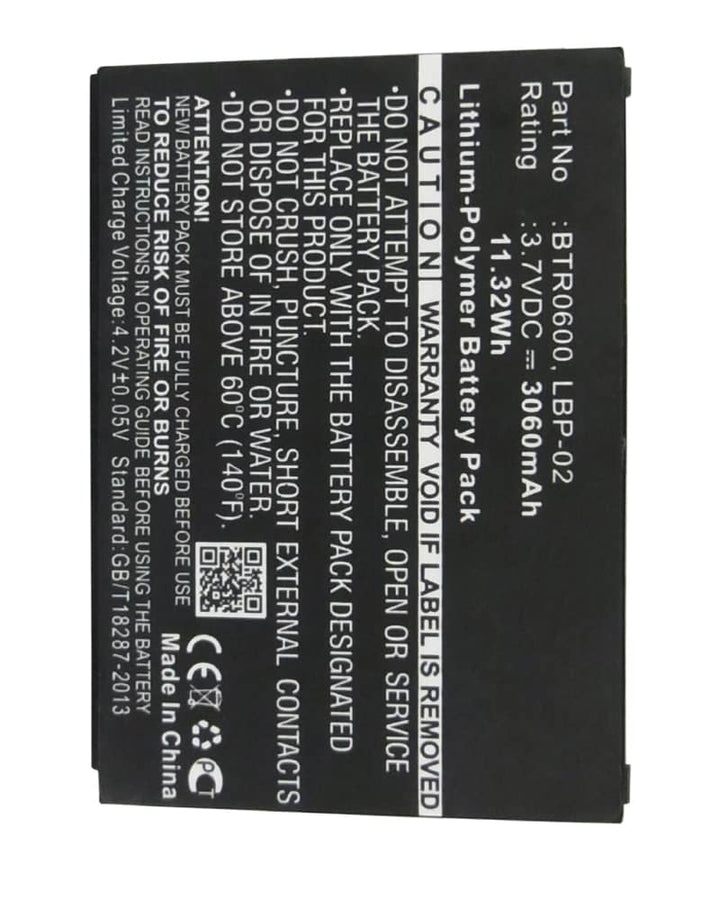 Part No :BTR0600, LBP-02
Rating :3.7VDC ⎓ 3060mAh
11.32Wh
Lithium-Polymer Battery Pack
CAUTION WARRANTY VOID IF LABEL IS REMOVED
•DO NOT ATTEMPT TO DISASSEMBLE, OPEN OR SERVICE
THE BATTERY PACK.
•REPLACE ONLY WITH THE BATTERY PACK DESIGNATED
FOR THIS PRODUCT.
•DO NOT CRUSH, PUNCTURE, SHORT EXTERNAL CONTACTS
OR DISPOSE OF IN FIRE OR WATER.
•DO NOT STORE ABOVE 60°C (140°F).
ATTENTION!
NEW BATTERY PACK MUST BE FULLY CHARGED BEFORE USE
TO REDUCE RISK OF FIRE OR BURNS
READ INSTRUCTIONS IN OPERATING GUIDE BEFORE USING THE BATTERY
Limited Charge Voltage:4.2V±0.05V Standard:GB/T18287-2013
CE PCT
Made In China